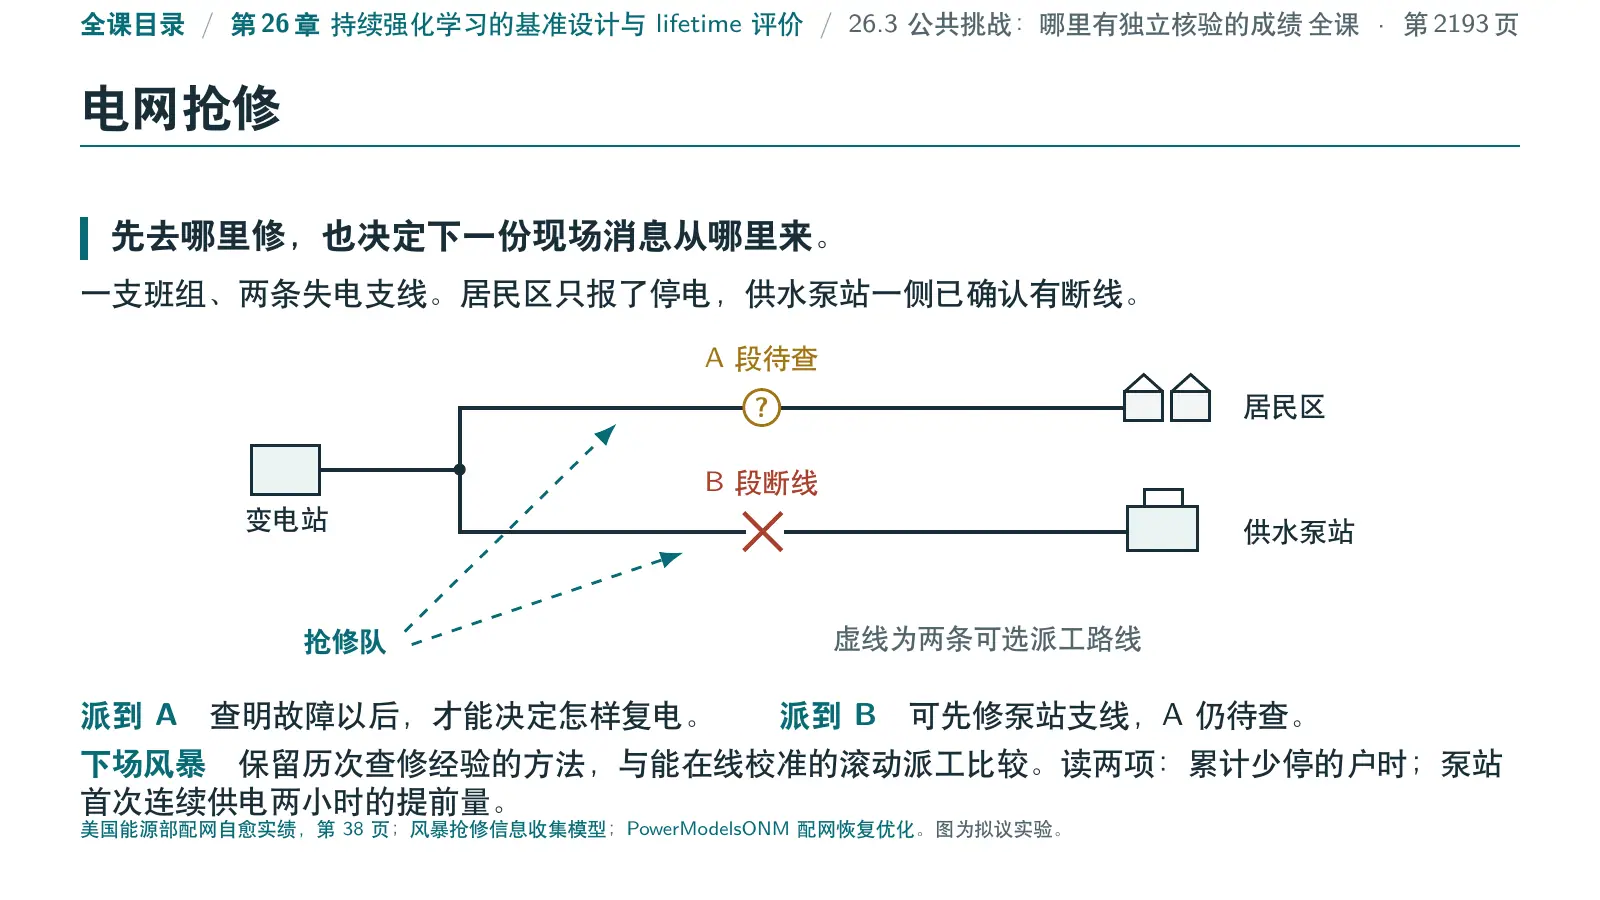 全课目录 / 第 26 章 持续强化学习的基准设计与 lifetime 评价 / 26.3 公共挑战：哪里有独立核验的成绩 全课 · 第 2193 页
电网抢修
先去哪里修，也决定下一份现场消息从哪里来。
一支班组、两条失电支线。居民区只报了停电，供水泵站一侧已确认有断线。
A 段待查
?
居民区
B 段断线
变电站
供水泵站
抢修队
虚线为两条可选派工路线
派到 A 查明故障以后，才能决定怎样复电。 派到 B 可先修泵站支线，A 仍待查。
下场风暴 保留历次查修经验的方法，与能在线校准的滚动派工比较。读两项：累计少停的户时；泵站
首次连续供电两小时的提前量。
美国能源部配网自愈实绩，第 38 页；风暴抢修信息收集模型；PowerModelsONM 配网恢复优化。图为拟议实验。